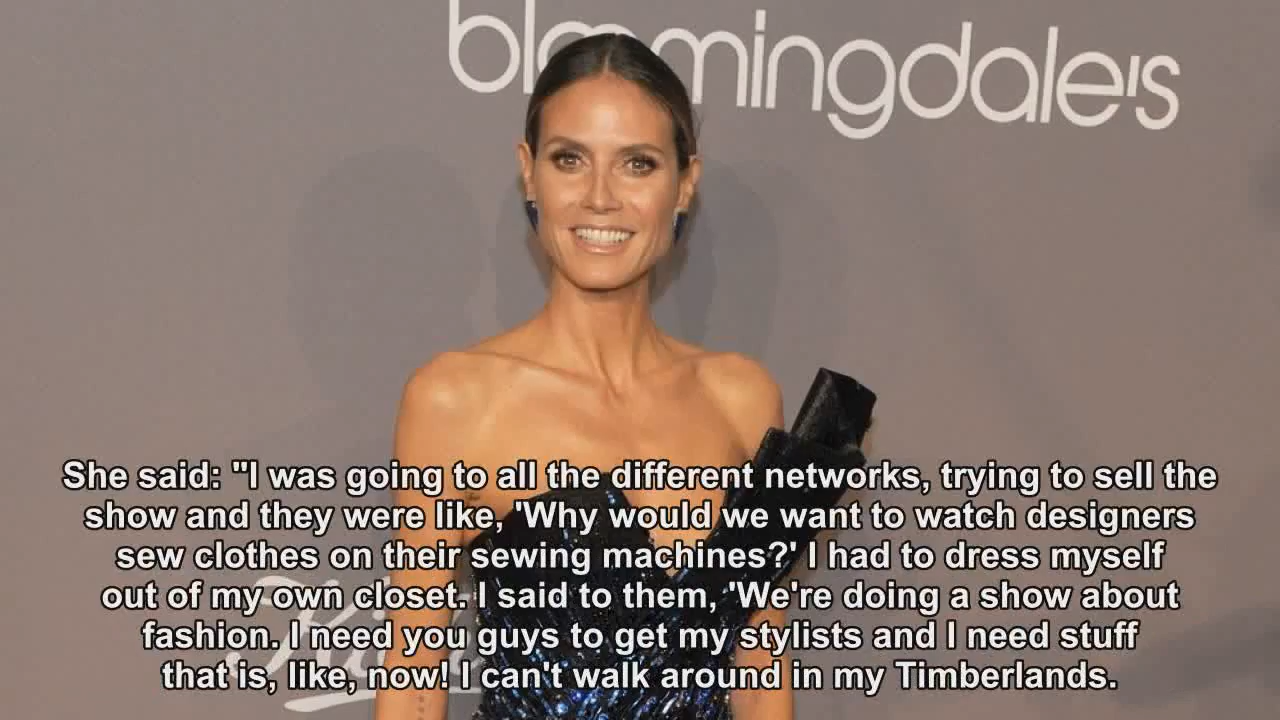 bloomingdale's
She said: "I was going to all the different networks, trying to sell the
show and they were like, 'Why would we want to watch designers
sew clothes on their sewing machines?' I had to dress myself
out of my own closet. I said to them, 'We're doing a show about
fashion. I need you guys to get my stylists and I need stuff
that is, like, now! I can't walk around in my Timberlands.